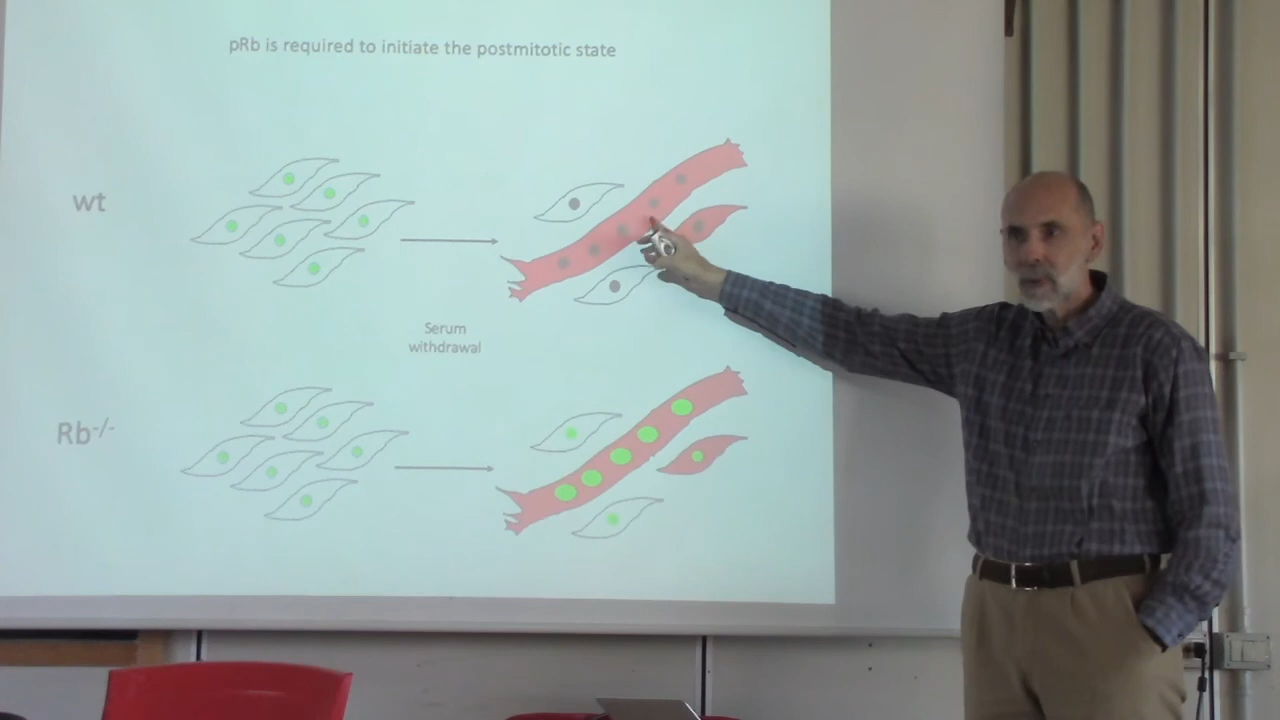 pRb is required to initiate the postmitotic state
wt
Serum
withdrawal
Rb-/-